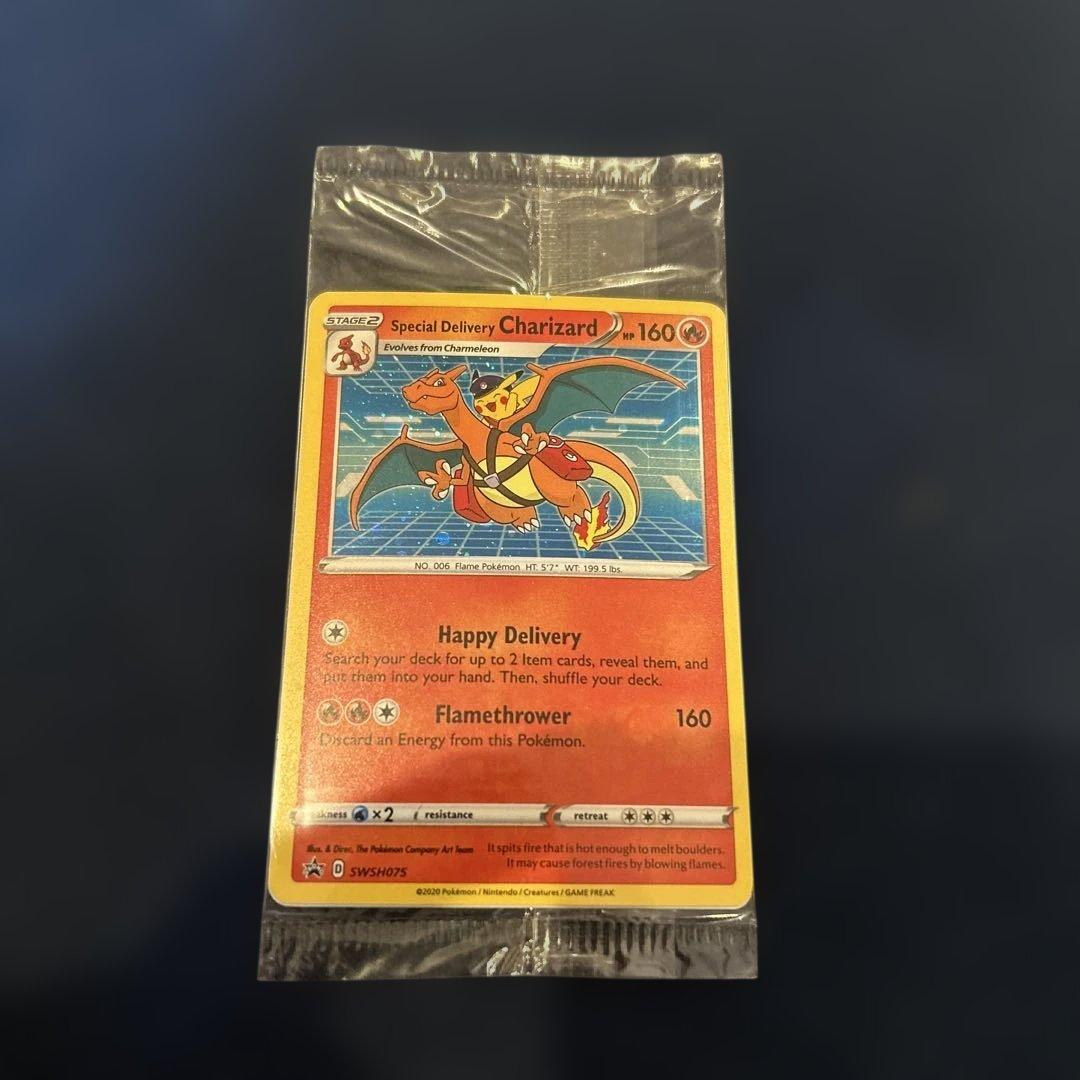 STAGE2
Special Delivery Charizard HP 160
Evolves from Charmeleon
NO. 006 Flame Pokémon HT: 5'7" WT: 199.5 lbs.
Happy Delivery
Search your deck for up to 2 Item cards, reveal them, and
put them into your hand. Then, shuffle your deck.
Flamethrower 160
Discard an Energy from this Pokémon.
×2 resistance retreat
Illus. & Direc. The Pokémon Company Art Team
It spits fire that is hot enough to melt boulders.
It may cause forest fires by blowing flames.
D SWSH075
©2020 Pokémon / Nintendo / Creatures / GAME FREAK